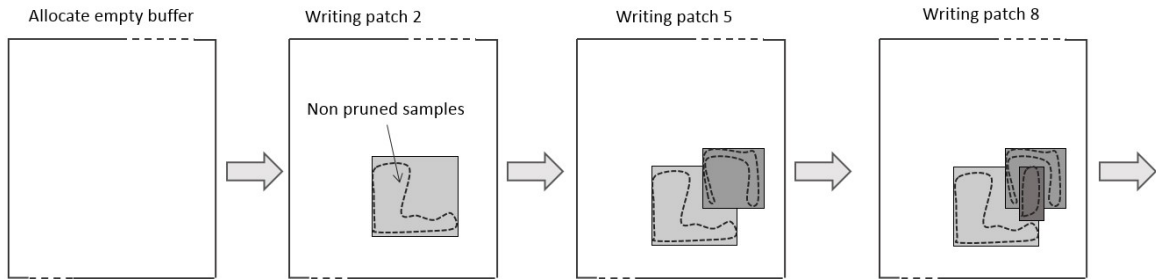 Allocate empty buffer
Writing patch 2
Writing patch 5
Writing patch 8
Non pruned samples